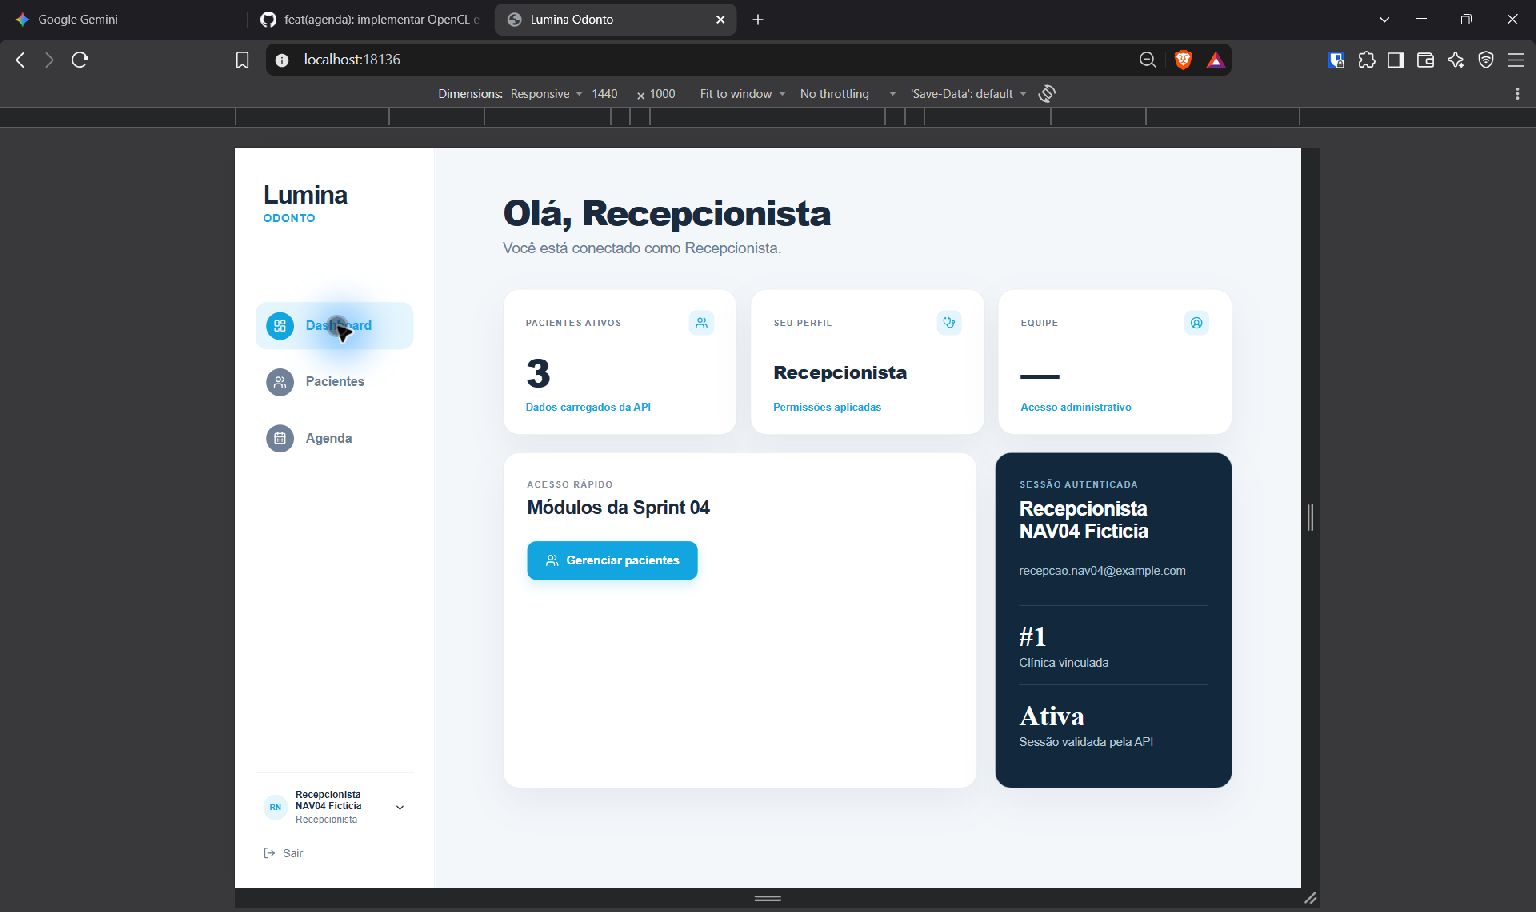 Google Gemini
feat(agenda): implementar OpenCL e
Lumina Odonto
localhost:18136
Dimensions: Responsive 1440 x 1000 Fit to window No throttling 'Save-Data': default
Lumina
ODONTO
Dashboard
Pacientes
Agenda
Olá, Recepcionista
Você está conectado como Recepcionista.
PACIENTES ATIVOS
3
Dados carregados da API
SEU PERFIL
Recepcionista
Permissões aplicadas
EQUIPE
—
Acesso administrativo
ACESSO RÁPIDO
Módulos da Sprint 04
Gerenciar pacientes
SESSÃO AUTENTICADA
Recepcionista
NAV04 Ficticia
recepcao.nav04@example.com
#1
Clínica vinculada
Ativa
Sessão validada pela API
RN
Recepcionista
NAV04 Ficticia
Recepcionista
Sair